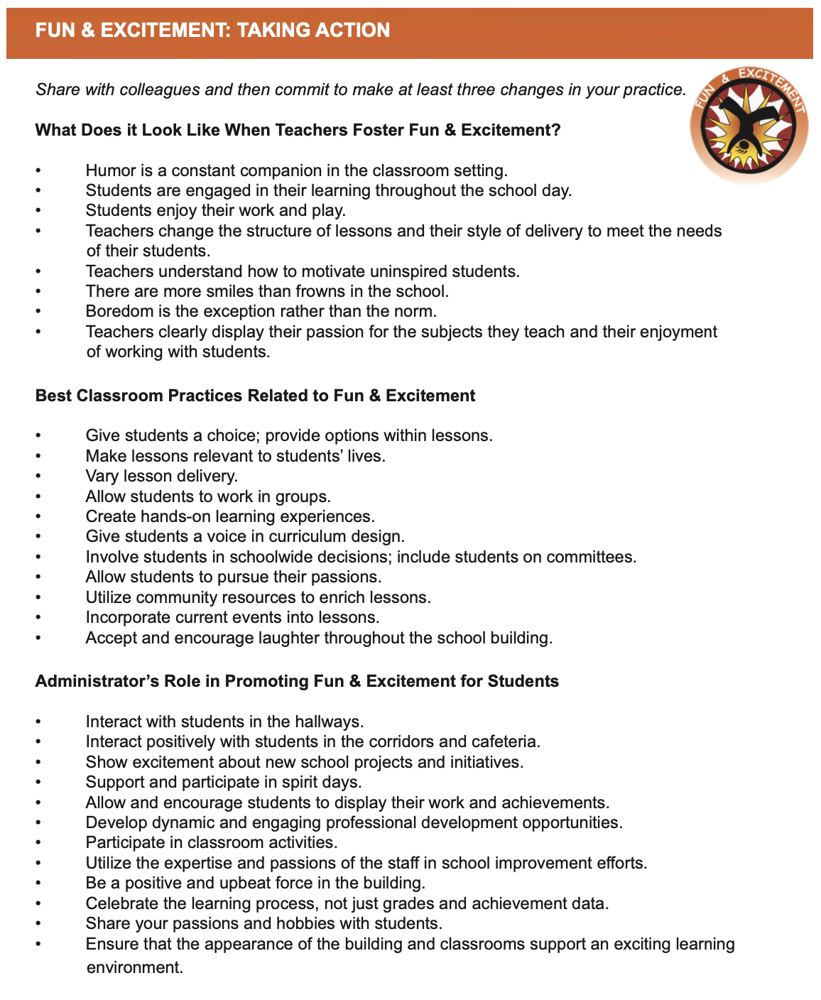 FUN & EXCITEMENT: TAKING ACTION
Share with colleagues and then commit to make at least three changes in your practice.
FUN & EXCITEMENT
What Does it Look Like When Teachers Foster Fun & Excitement?
• Humor is a constant companion in the classroom setting.
• Students are engaged in their learning throughout the school day.
• Students enjoy their work and play.
• Teachers change the structure of lessons and their style of delivery to meet the needs
of their students.
• Teachers understand how to motivate uninspired students.
• There are more smiles than frowns in the school.
• Boredom is the exception rather than the norm.
• Teachers clearly display their passion for the subjects they teach and their enjoyment
of working with students.
Best Classroom Practices Related to Fun & Excitement
• Give students a choice; provide options within lessons.
• Make lessons relevant to students’ lives.
• Vary lesson delivery.
• Allow students to work in groups.
• Create hands-on learning experiences.
• Give students a voice in curriculum design.
• Involve students in schoolwide decisions; include students on committees.
• Allow students to pursue their passions.
• Utilize community resources to enrich lessons.
• Incorporate current events into lessons.
• Accept and encourage laughter throughout the school building.
Administrator’s Role in Promoting Fun & Excitement for Students
• Interact with students in the hallways.
• Interact positively with students in the corridors and cafeteria.
• Show excitement about new school projects and initiatives.
• Support and participate in spirit days.
• Allow and encourage students to display their work and achievements.
• Develop dynamic and engaging professional development opportunities.
• Participate in classroom activities.
• Utilize the expertise and passions of the staff in school improvement efforts.
• Be a positive and upbeat force in the building.
• Celebrate the learning process, not just grades and achievement data.
• Share your passions and hobbies with students.
• Ensure that the appearance of the building and classrooms support an exciting learning
environment.